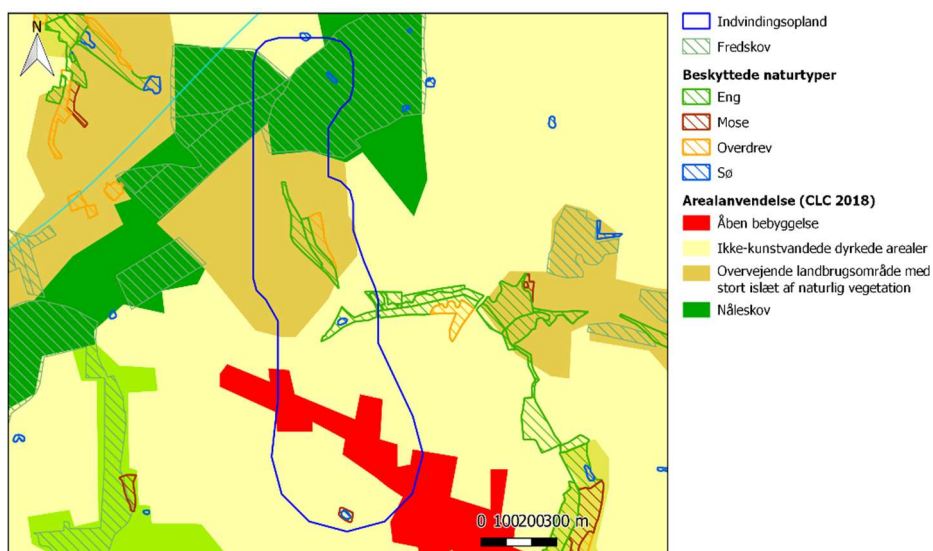 N
0 100200300 m
Indvindingsopland
Fredskov
Beskyttede naturtyper
Eng
Mose
Overdrev
Sø
Arealanvendelse (CLC 2018)
Åben bebyggelse
Ikke-kunstvandede dyrkede arealer
Overvejende landbrugsområde med
stort islæt af naturlig vegetation
Nåleskov